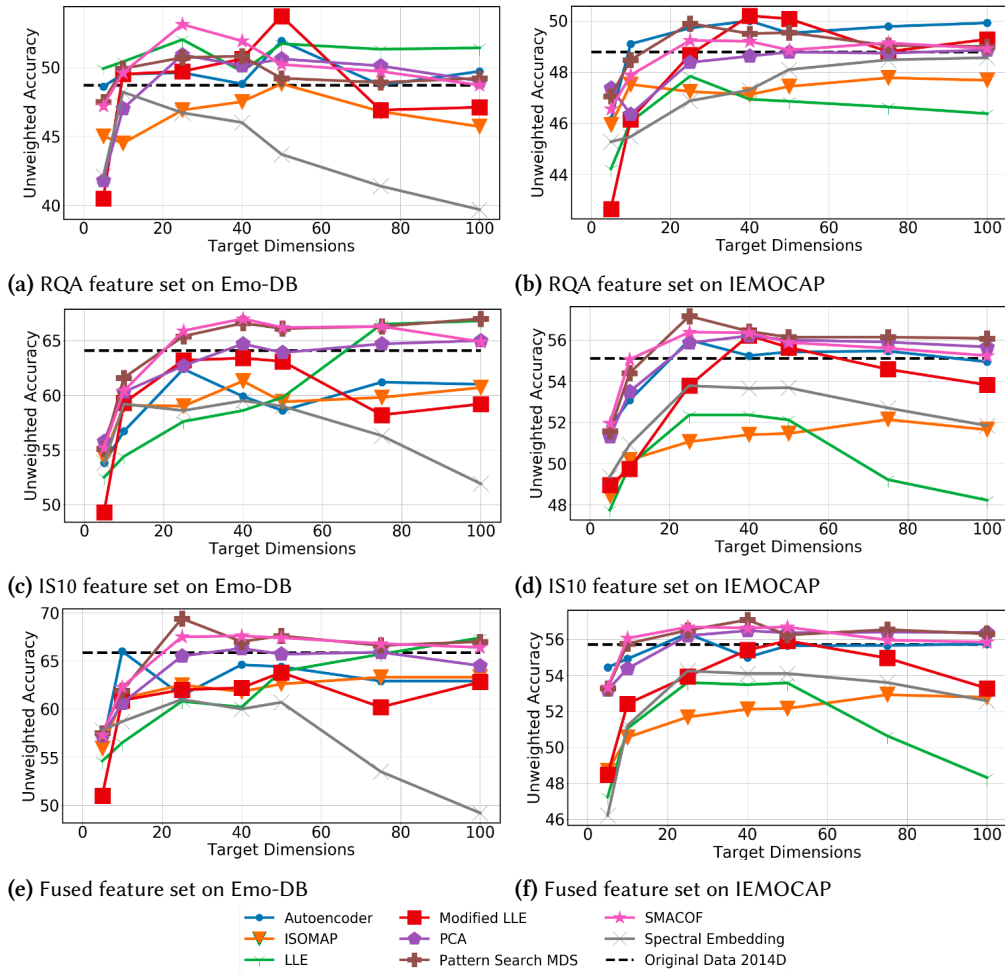 Unweighted Accuracy
50
45
40
0 20 40 60 80 100
Target Dimensions
(a) RQA feature set on Emo-DB
Unweighted Accuracy
50
48
46
44
0 20 40 60 80 100
Target Dimensions
(b) RQA feature set on IEMOCAP
Unweighted Accuracy
65
60
55
50
0 20 40 60 80 100
Target Dimensions
(c) IS10 feature set on Emo-DB
Unweighted Accuracy
56
54
52
50
48
0 20 40 60 80 100
Target Dimensions
(d) IS10 feature set on IEMOCAP
Unweighted Accuracy
70
65
60
55
50
0 20 40 60 80 100
Target Dimensions
(e) Fused feature set on Emo-DB
Unweighted Accuracy
56
54
52
50
48
46
0 20 40 60 80 100
Target Dimensions
(f) Fused feature set on IEMOCAP
Autoencoder
ISOMAP
LLE
Modified LLE
PCA
Pattern Search MDS
SMACOF
Spectral Embedding
Original Data 2014D